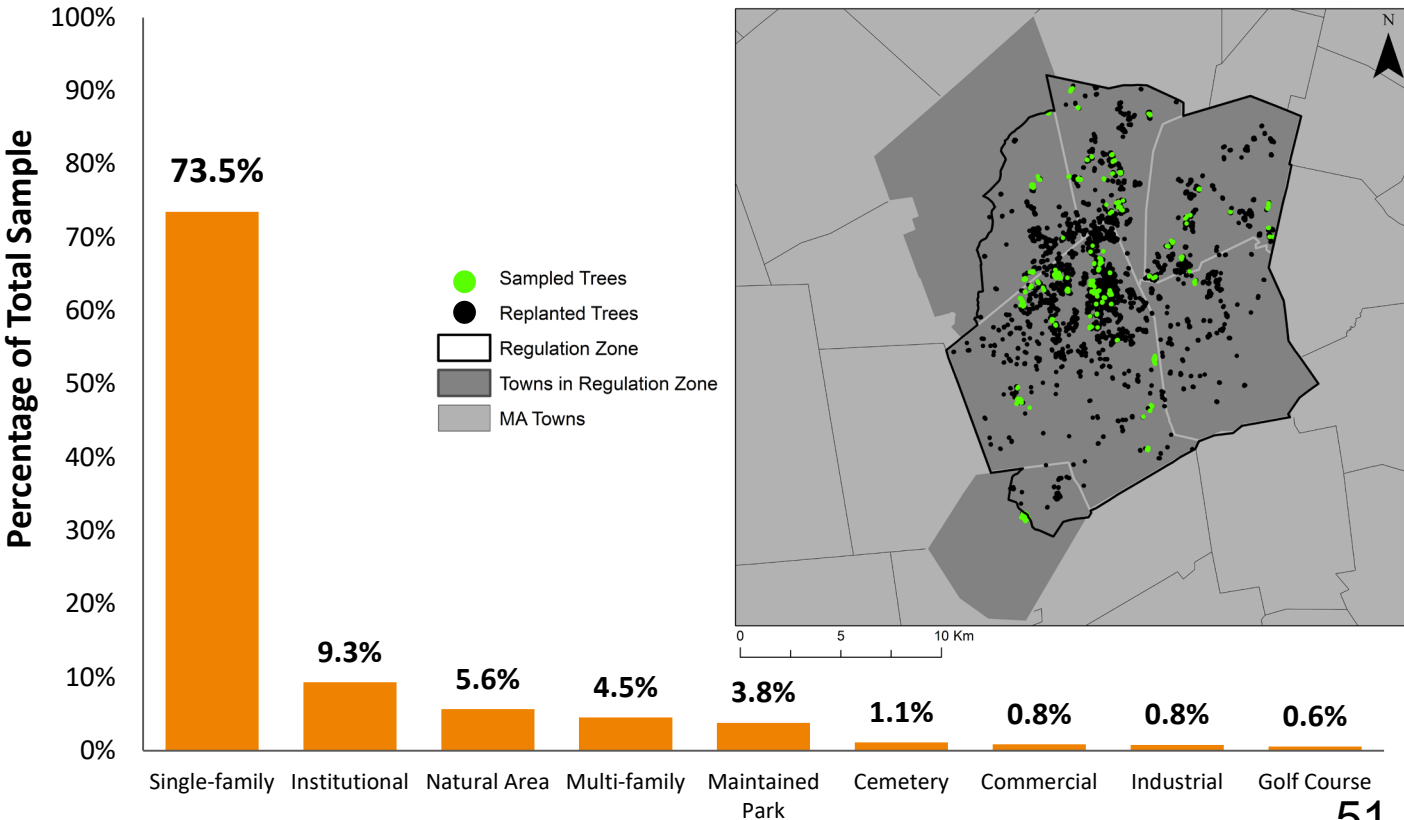 Percentage of Total Sample
100%
90%
80%
70%
60%
50%
40%
30%
20%
10%
0%
73.5%
9.3%
5.6%
4.5%
3.8%
1.1%
0.8%
0.8%
0.6%
Single-family
Institutional
Natural Area
Multi-family
Maintained
Park
Cemetery
Commercial
Industrial
Golf Course
Sampled Trees
Replanted Trees
Regulation Zone
Towns in Regulation Zone
MA Towns
N
0 5 10 Km
51